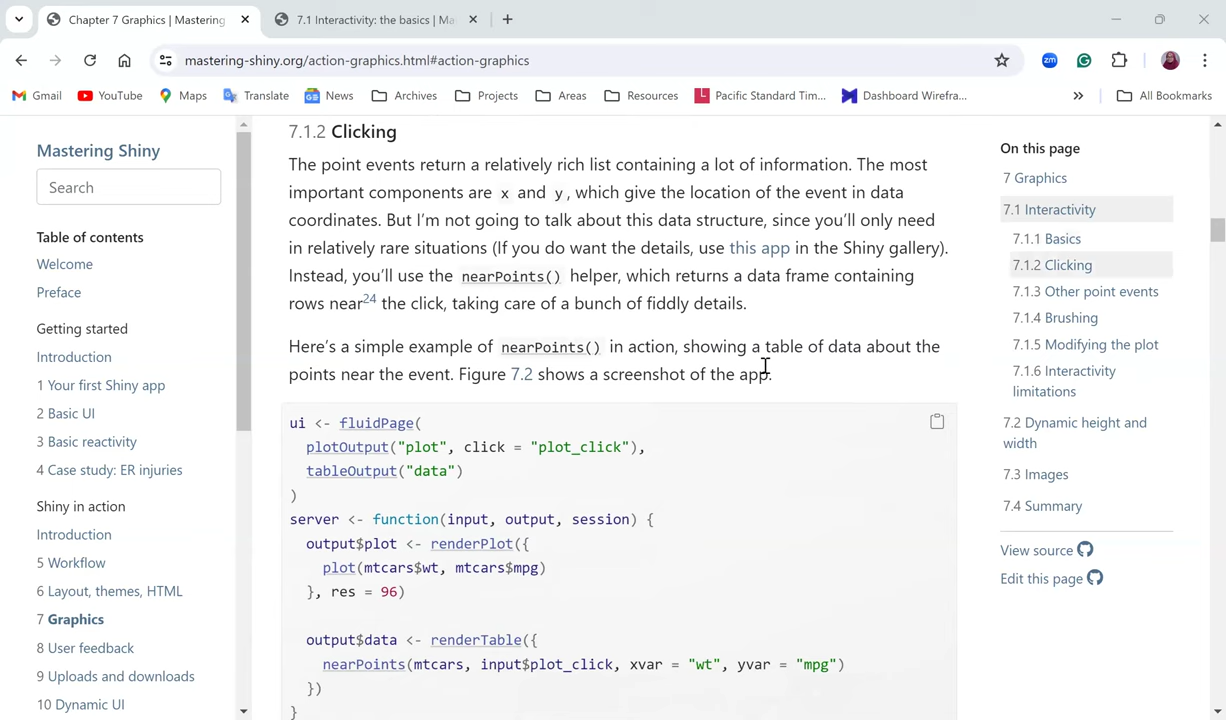 Chapter 7 Graphics | Mastering
7.1 Interactivity: the basics | Ma
mastering-shiny.org/action-graphics.html#action-graphics
Gmail YouTube Maps Translate News Archives Projects Areas Resources Pacific Standard Tim... Dashboard Wirefra... » All Bookmarks
Mastering Shiny
Search
Table of contents
Welcome
Preface
Getting started
Introduction
1 Your first Shiny app
2 Basic UI
3 Basic reactivity
4 Case study: ER injuries
Shiny in action
Introduction
5 Workflow
6 Layout, themes, HTML
7 Graphics
8 User feedback
9 Uploads and downloads
10 Dynamic UI
7.1.2 Clicking
The point events return a relatively rich list containing a lot of information. The most
important components are x and y, which give the location of the event in data
coordinates. But I’m not going to talk about this data structure, since you’ll only need
in relatively rare situations (If you do want the details, use this app in the Shiny gallery).
Instead, you’ll use the nearPoints() helper, which returns a data frame containing
rows near24 the click, taking care of a bunch of fiddly details.
Here’s a simple example of nearPoints() in action, showing a table of data about the
points near the event. Figure 7.2 shows a screenshot of the app.
ui <- fluidPage(
plotOutput("plot", click = "plot_click"),
tableOutput("data")
)
server <- function(input, output, session) {
output$plot <- renderPlot({
plot(mtcars$wt, mtcars$mpg)
}, res = 96)
output$data <- renderTable({
nearPoints(mtcars, input$plot_click, xvar = "wt", yvar = "mpg")
})
}
On this page
7 Graphics
7.1 Interactivity
7.1.1 Basics
7.1.2 Clicking
7.1.3 Other point events
7.1.4 Brushing
7.1.5 Modifying the plot
7.1.6 Interactivity
limitations
7.2 Dynamic height and
width
7.3 Images
7.4 Summary
View source
Edit this page
zm